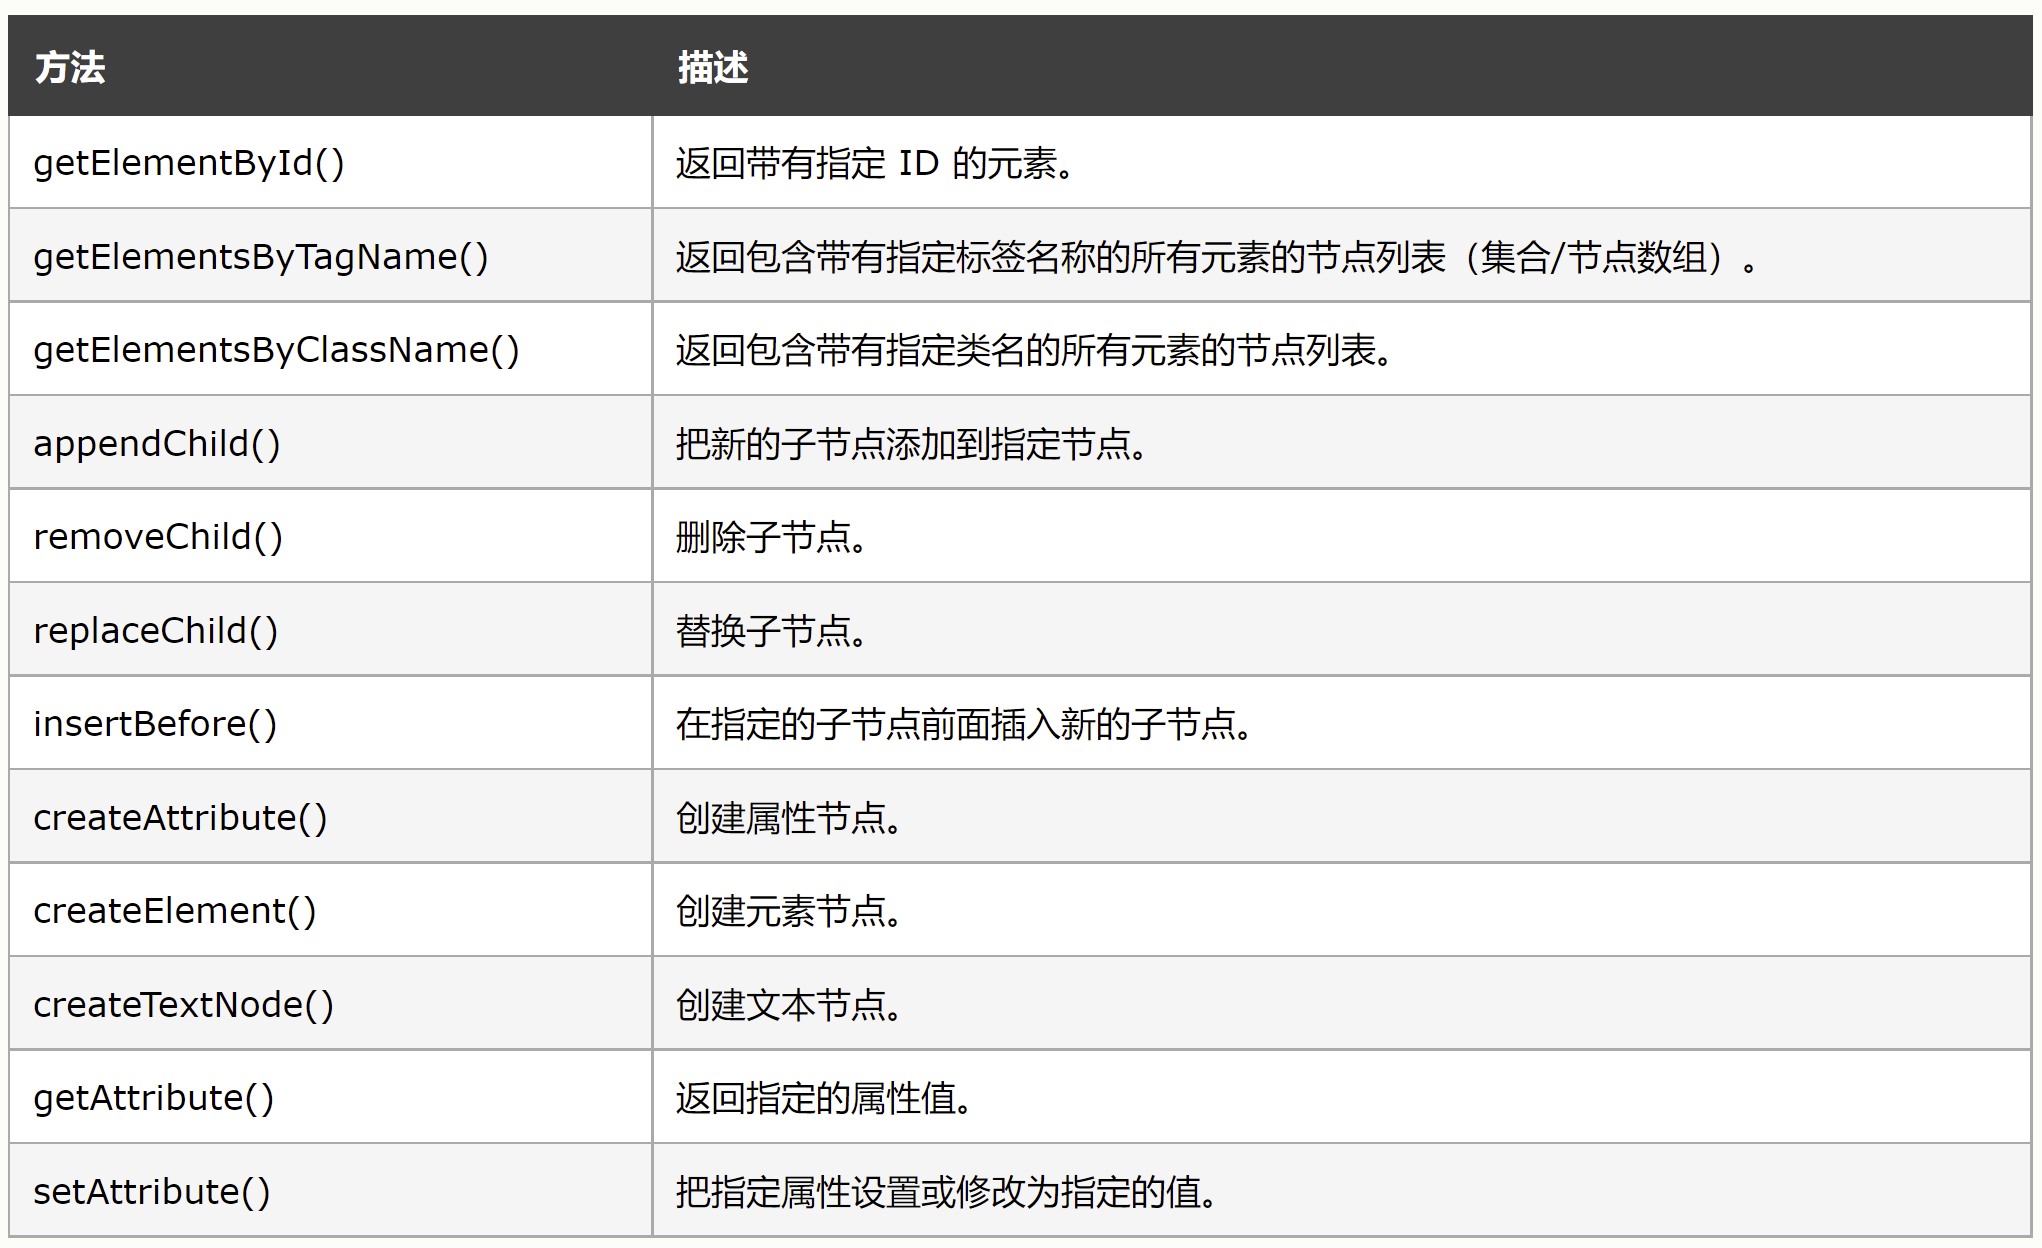 方法 描述
getElementById() 返回带有指定 ID 的元素。
getElementsByTagName() 返回包含带有指定标签名称的所有元素的节点列表（集合/节点数组）。
getElementsByClassName() 返回包含带有指定类名的所有元素的节点列表。
appendChild() 把新的子节点添加到指定节点。
removeChild() 删除子节点。
replaceChild() 替换子节点。
insertBefore() 在指定的子节点前面插入新的子节点。
createAttribute() 创建属性节点。
createElement() 创建元素节点。
createTextNode() 创建文本节点。
getAttribute() 返回指定的属性值。
setAttribute() 把指定属性设置或修改为指定的值。